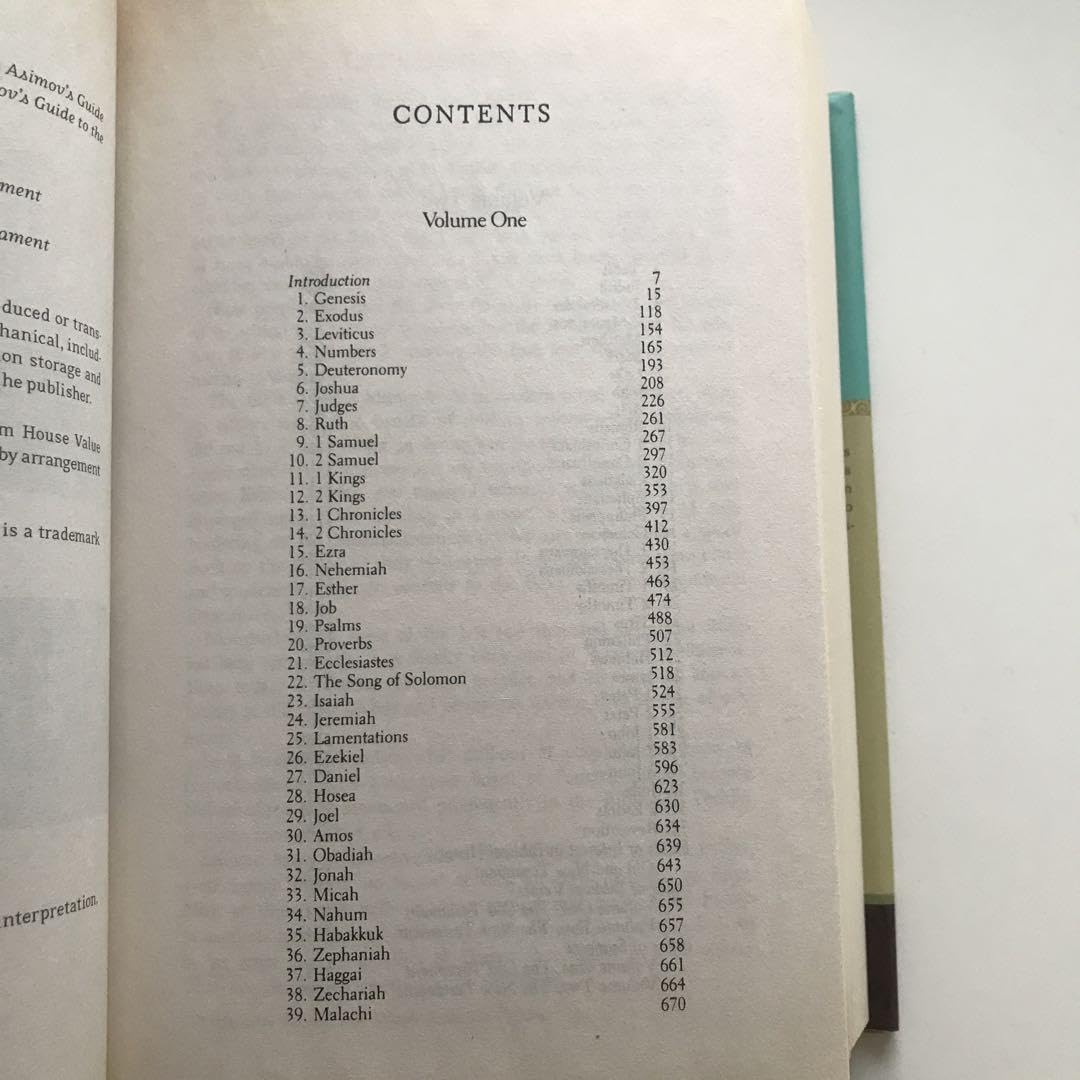 Asimov's Guide
ov's Guide to the
ment
ament
duced or trans-
hanical, includ-
on storage and
he publisher.
m House Value
by arrangement
is a trademark
interpretation.
CONTENTS
Volume One
Introduction 7
1. Genesis 15
2. Exodus 118
3. Leviticus 154
4. Numbers 165
5. Deuteronomy 193
6. Joshua 208
7. Judges 226
8. Ruth 261
9. 1 Samuel 267
10. 2 Samuel 297
11. 1 Kings 320
12. 2 Kings 353
13. 1 Chronicles 397
14. 2 Chronicles 412
15. Ezra 430
16. Nehemiah 453
17. Esther 463
18. Job 474
19. Psalms 488
20. Proverbs 507
21. Ecclesiastes 512
22. The Song of Solomon 518
23. Isaiah 524
24. Jeremiah 555
25. Lamentations 581
26. Ezekiel 583
27. Daniel 596
28. Hosea 623
29. Joel 630
30. Amos 634
31. Obadiah 639
32. Jonah 643
33. Micah 650
34. Nahum 655
35. Habakkuk 657
36. Zephaniah 658
37. Haggai 661
38. Zechariah 664
39. Malachi 670